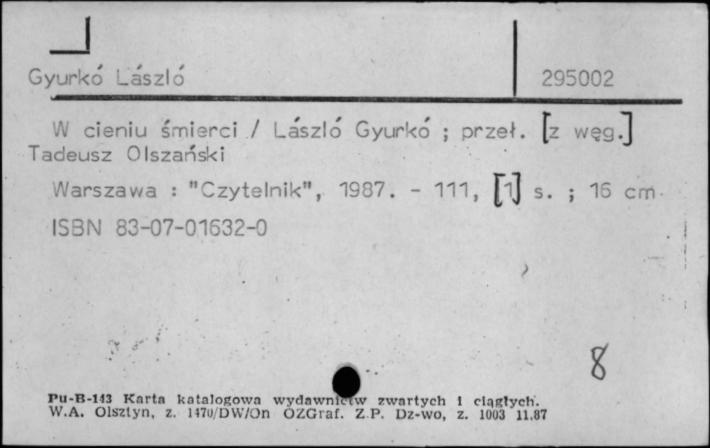 Gyurkó László 295002
W cieniu śmierci / László Gyurkó ; przeł. [z węg.]
Tadeusz Olszański
Warszawa : "Czytelnik", 1987. - 111, [1] s. ; 16 cm.
ISBN 83-07-01632-0
8
Pu-B-143 Karta katalogowa wydawnictw zwartych i ciągłych.
W.A. Olsztyn, z. 1470/DW/On OZGraf. Z.P. Dz-wo, z. 1003 11.87